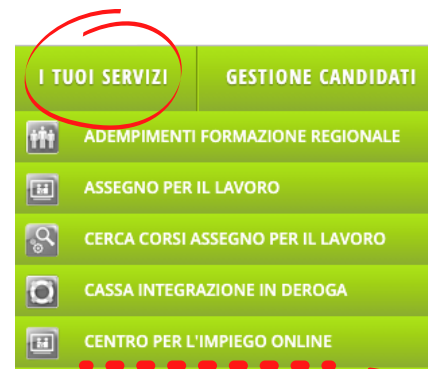 I TUOI SERVIZI GESTIONE CANDIDATI
ADEMPIMENTI FORMAZIONE REGIONALE
ASSEGNO PER IL LAVORO
CERCA CORSI ASSEGNO PER IL LAVORO
CASSA INTEGRAZIONE IN DEROGA
CENTRO PER L'IMPIEGO ONLINE